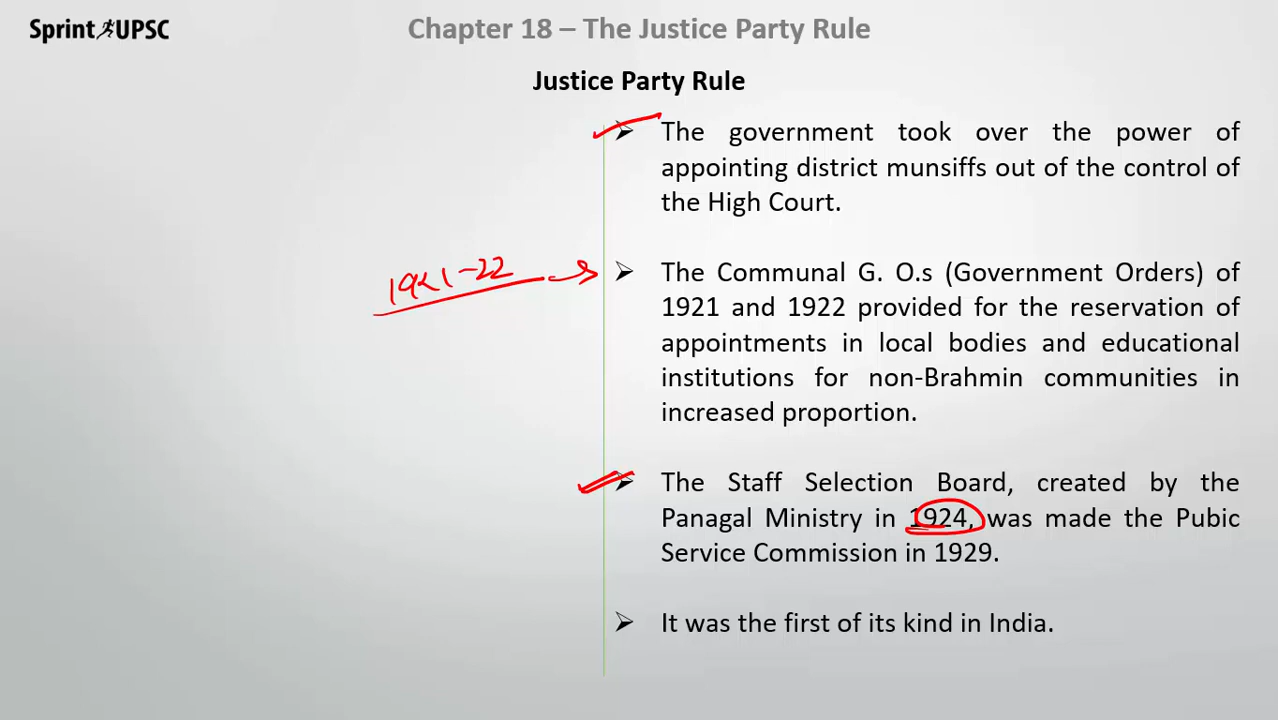 Sprint UPSC
Chapter 18 – The Justice Party Rule
Justice Party Rule
➢ The government took over the power of
appointing district munsiffs out of the control of
the High Court.
1921-22
➢ The Communal G. O.s (Government Orders) of
1921 and 1922 provided for the reservation of
appointments in local bodies and educational
institutions for non-Brahmin communities in
increased proportion.
➢ The Staff Selection Board, created by the
Panagal Ministry in 1924, was made the Pubic
Service Commission in 1929.
➢ It was the first of its kind in India.